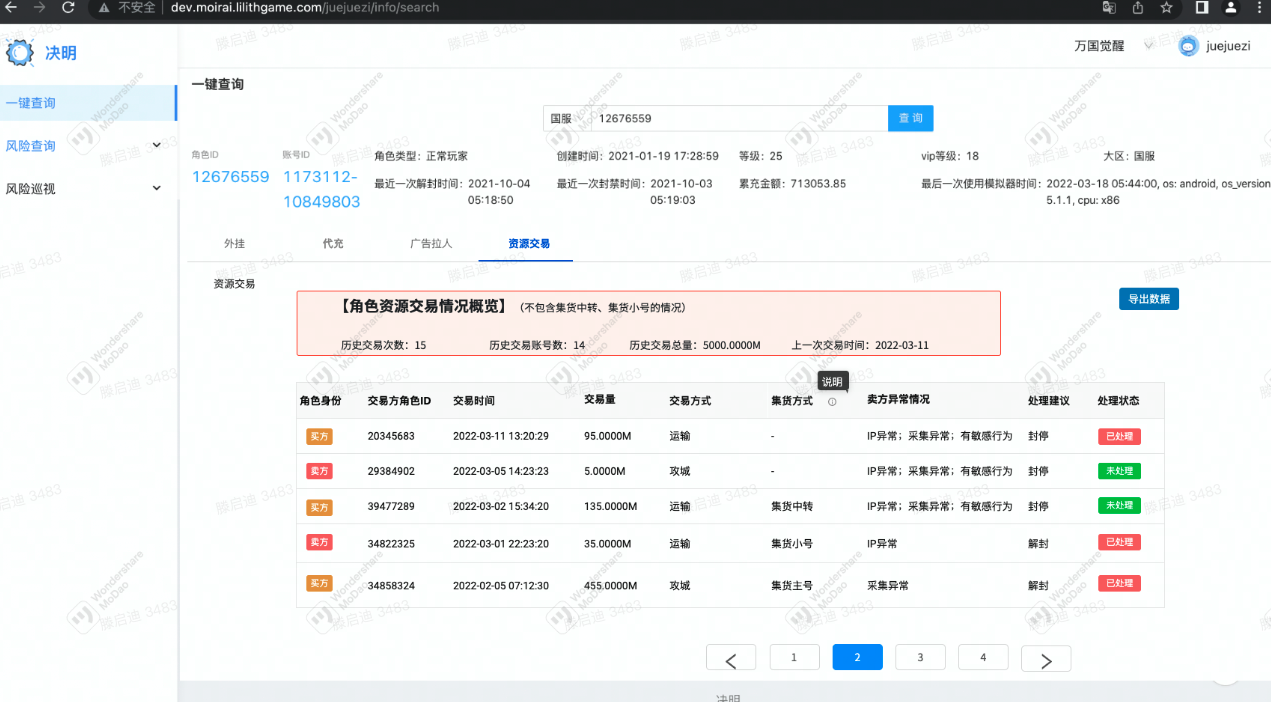 不安全 dev.moirai.lilithgame.com/juejuezi/info/search
决明
万国觉醒 juejuezi
一键查询
风险查询
风险巡视
一键查询
国服 12676559 查 询
角色ID
12676559
账号ID
1173112-
10849803
角色类型：正常玩家 创建时间：2021-01-19 17:28:59 等级：25 vip等级：18 大区：国服
最近一次解封时间：2021-10-04
05:18:50
最近一次封禁时间：2021-10-03
05:19:03
累充金额：713053.85
最后一次使用模拟器时间：2022-03-18 05:44:00, os: android, os_version
5.1.1, cpu: x86
外挂 代充 广告拉人 资源交易
资源交易
【角色资源交易情况概览】（不包含集货中转、集货小号的情况）
导出数据
历史交易次数：15 历史交易账号数：14 历史交易总量：5000.0000M 上一次交易时间：2022-03-11
说明
角色身份 交易方角色ID 交易时间 交易量 交易方式 集货方式 卖方异常情况 处理建议 处理状态
买方 20345683 2022-03-11 13:20:29 95.0000M 运输 - IP异常；采集异常；有敏感行为 封停 已处理
卖方 29384902 2022-03-05 14:23:23 5.0000M 攻城 - IP异常；采集异常；有敏感行为 封停 未处理
买方 39477289 2022-03-02 15:34:20 135.0000M 运输 集货中转 IP异常；采集异常；有敏感行为 封停 未处理
卖方 34822325 2022-03-01 22:23:20 35.0000M 运输 集货小号 IP异常 解封 已处理
买方 34858324 2022-02-05 07:12:30 455.0000M 攻城 集货主号 采集异常 解封 已处理
1 2 3 4
决明
Wondershare
MoDao